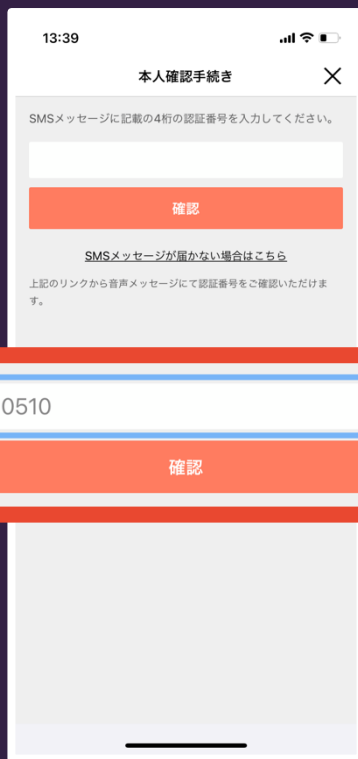 13:39
本人確認手続き
SMSメッセージに記載の4桁の認証番号を入力してください。
確認
SMSメッセージが届かない場合はこちら
上記のリンクから音声メッセージにて認証番号をご確認いただけま
す。
0510
確認